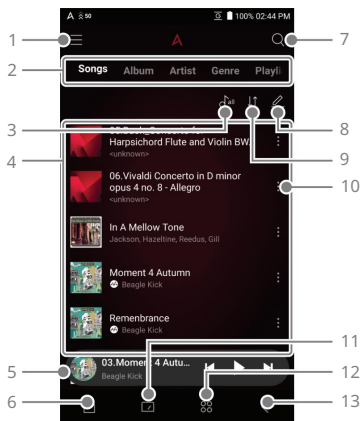 A 50 100% 02:44 PM
1
7
2
Songs Album Artist Genre Playli
all
3
8
4
Harpsichord Flute and Violin BW.
<unknown>
9
06.Vivaldi Concerto in D minor
opus 4 no. 8 - Allegro
<unknown>
10
In A Mellow Tone
Jackson, Hazeltine, Reedus, Gill
Moment 4 Autumn
Beagle Kick
Remenbrance
Beagle Kick
11
5
03.Moment 4 Autu...
Beagle Kick
12
6
13